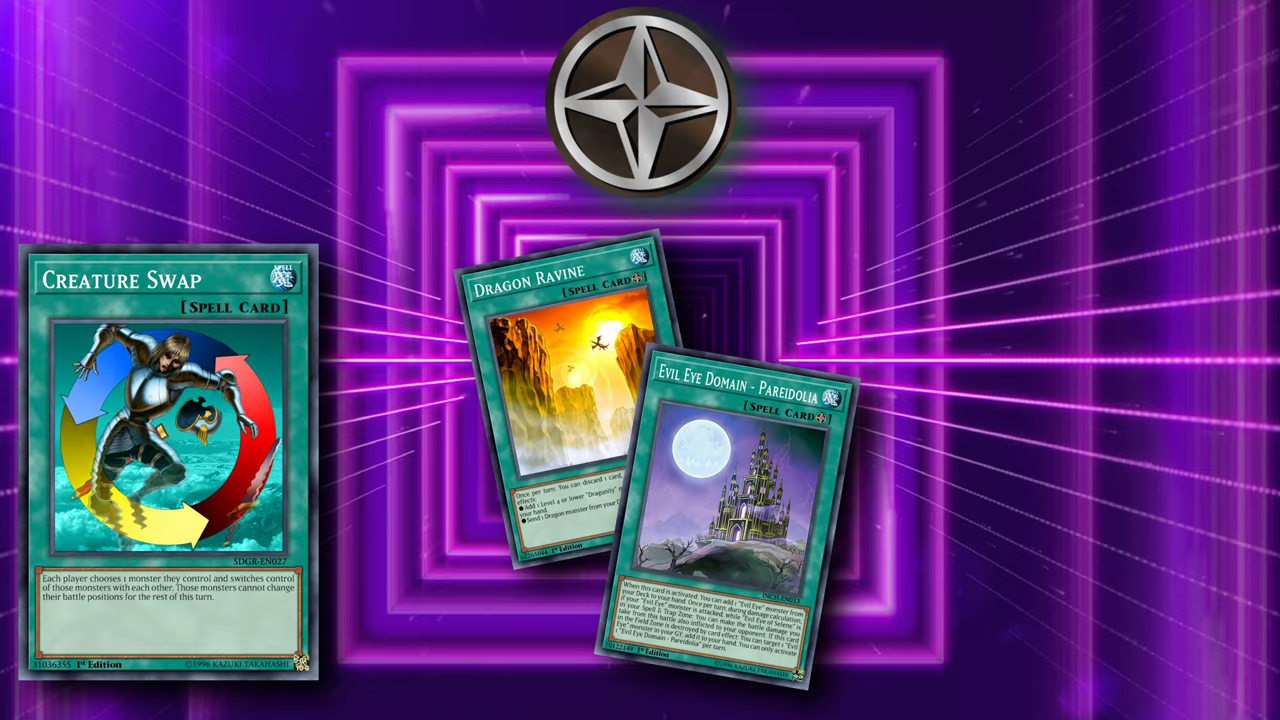 CREATURE SWAP
SPELL
[SPELL CARD]
SDGR-EN027
Each player chooses 1 monster they control and switches control
of those monsters with each other. Those monsters cannot change
their battle positions for the rest of this turn.
31036355 1st Edition
©1996 KAZUKI TAKAHASHI
DRAGON RAVINE
SPELL
[SPELL CARD]
Once per turn: You can discard 1 card,
effects.
●Add 1 Level 4 or lower "Dragunity"
your hand.
●Send 1 Dragon monster from your
1st Edition
EVIL EYE DOMAIN - PAREIDOLIA
SPELL
[SPELL CARD]
INCH-EN033
When this card is activated: You can add 1 "Evil Eye" monster from
your Deck to your hand. Once per turn, during damage calculation,
if your "Evil Eye" monster is attacked, while "Evil Eye of Selene" is
in your Spell & Trap Zone: You can make the battle damage you
take from this battle also inflicted to your opponent. If this card
in the Field Zone is destroyed by card effect: You can target 1 "Evil
Eye" monster in your GY; add it to your hand. You can only activate
1 "Evil Eye Domain - Pareidolia" per turn.
70122149 1st Edition
©1996 KAZUKI TAKAHASHI